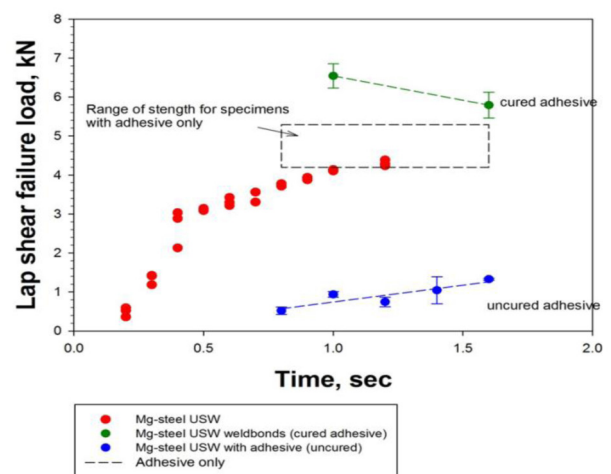 8
7
6
5
4
3
2
1
0
Lap shear failure load, kN
Range of stength for specimens
with adhesive only
cured adhesive
uncured adhesive
0.0 0.5 1.0 1.5 2.0
Time, sec
Mg-steel USW
Mg-steel USW weldbonds (cured adhesive)
Mg-steel USW with adhesive (uncured)
Adhesive only